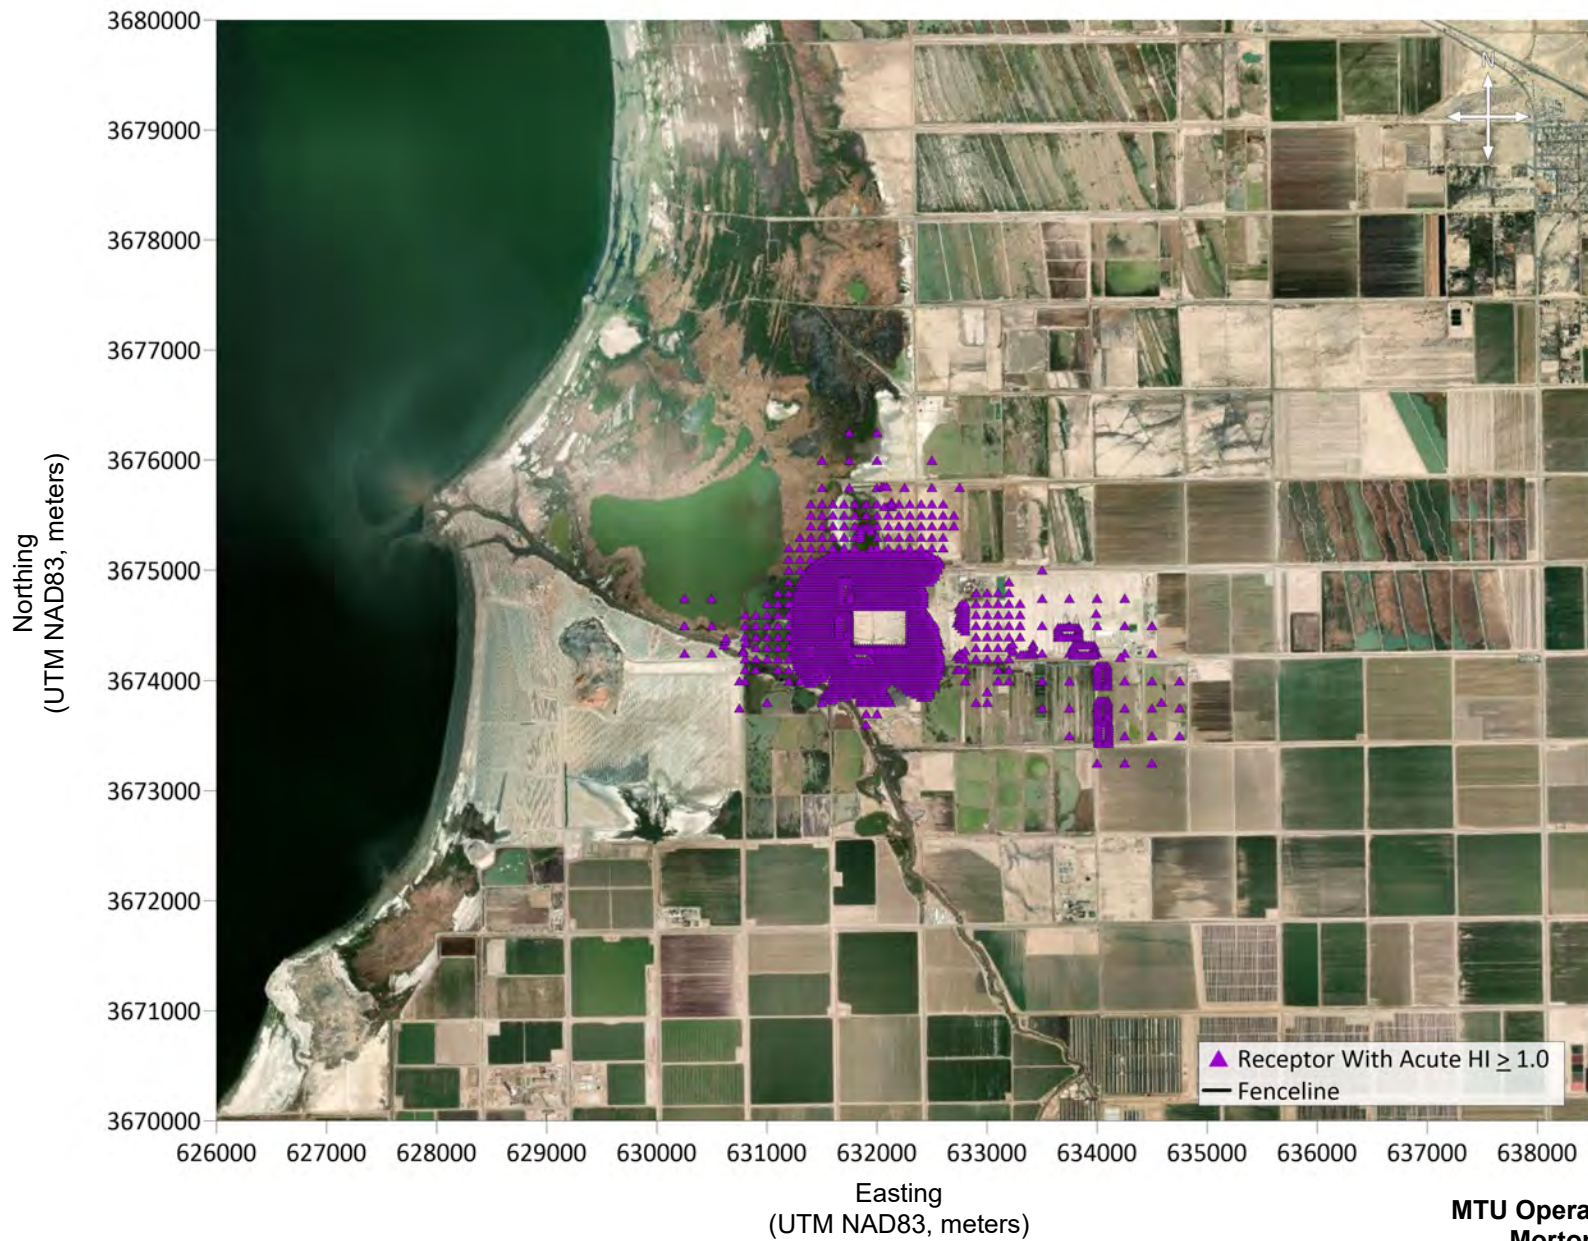 3680000
3679000
3678000
3677000
3676000
3675000
3674000
3673000
3672000
3671000
3670000
Northing
(UTM NAD83, meters)
N
Receptor With Acute HI ≥ 1.0
Fenceline
626000 627000 628000 629000 630000 631000 632000 633000 634000 635000 636000 637000 638000
Easting
(UTM NAD83, meters)
MTU Opera